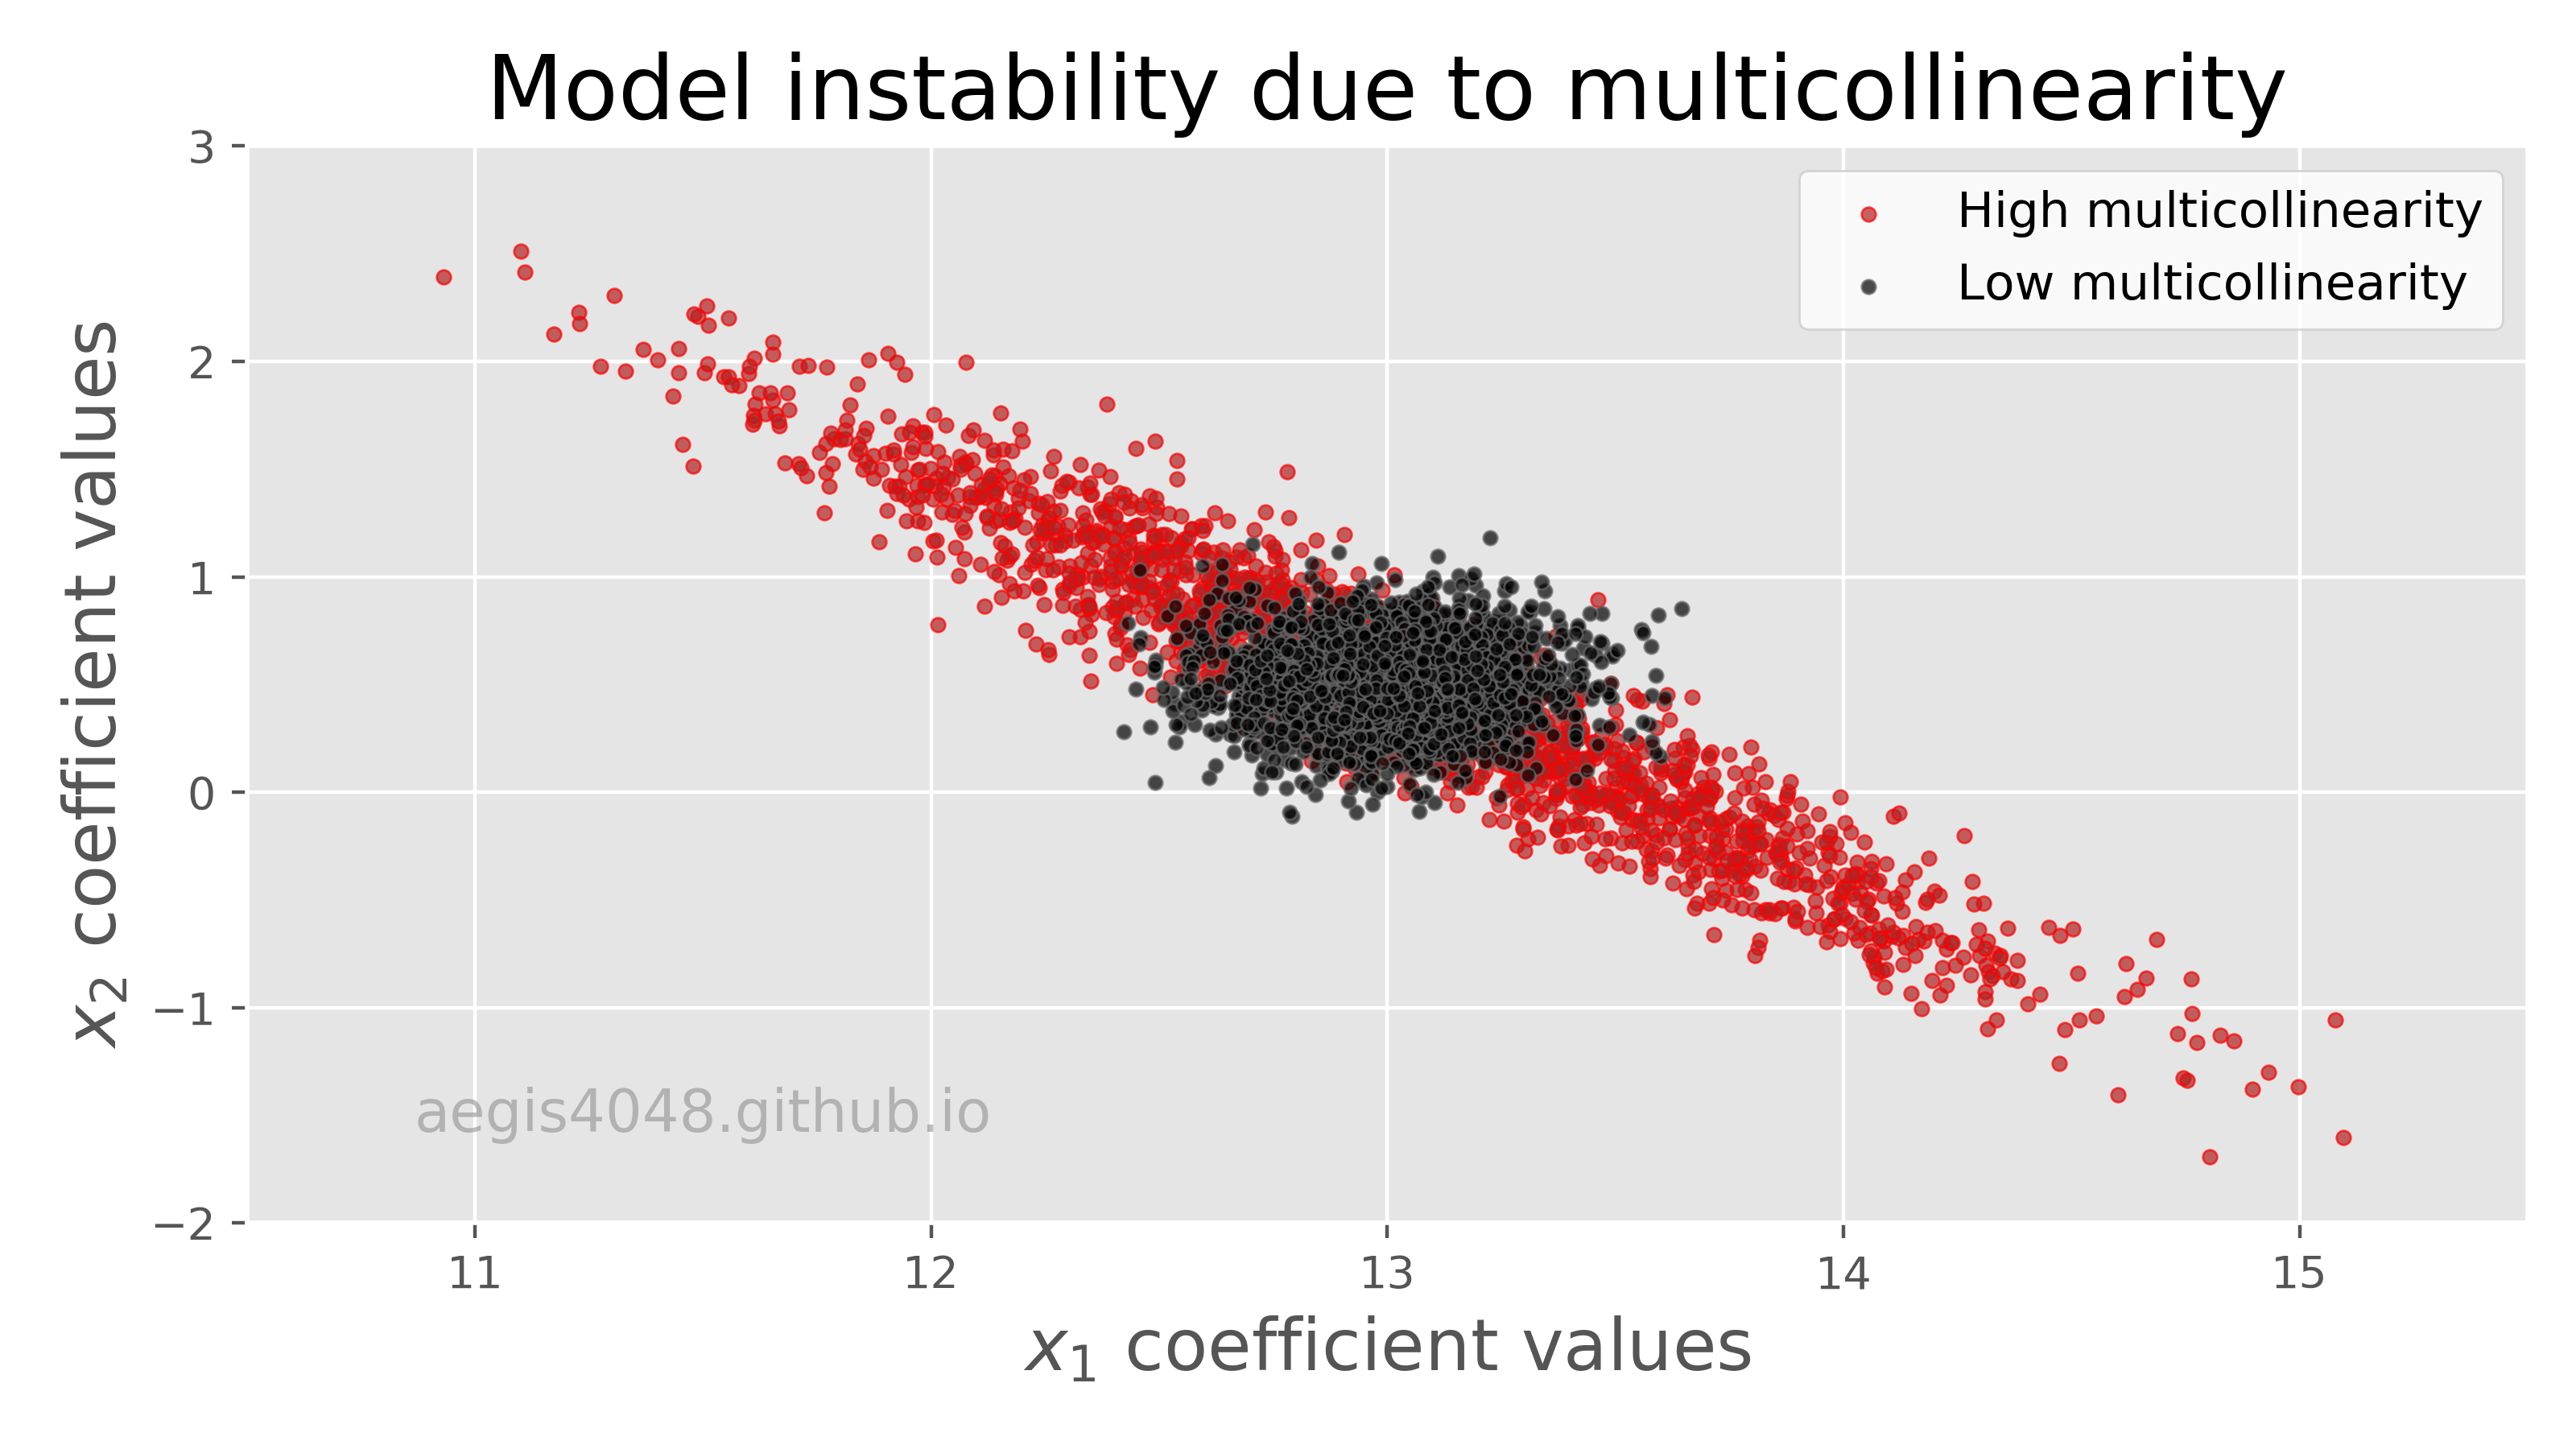 Model instability due to multicollinearity
3
High multicollinearity
Low multicollinearity
2
1
0
−1
−2
x₂ coefficient values
aegis4048.github.io
11 12 13 14 15
x₁ coefficient values